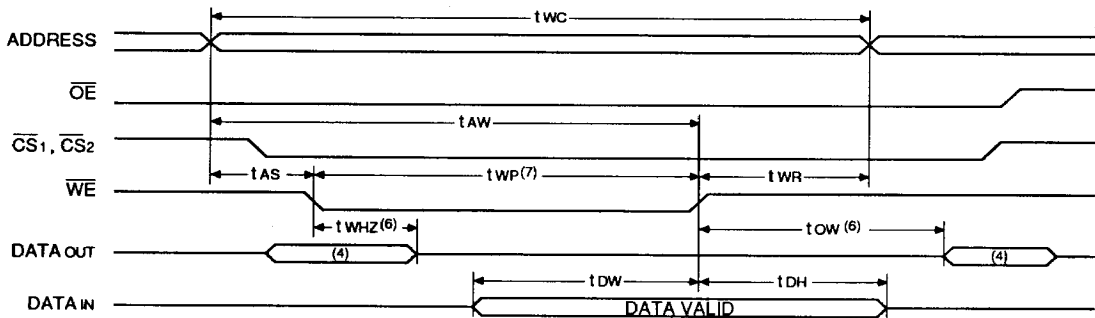 tWC
ADDRESS
OE
tAW
CS1, CS2
tAS tWP(7) tWR
WE
tWHZ(6) tOW(6)
DATA OUT (4) (4)
tDW tDH
DATA IN DATA VALID